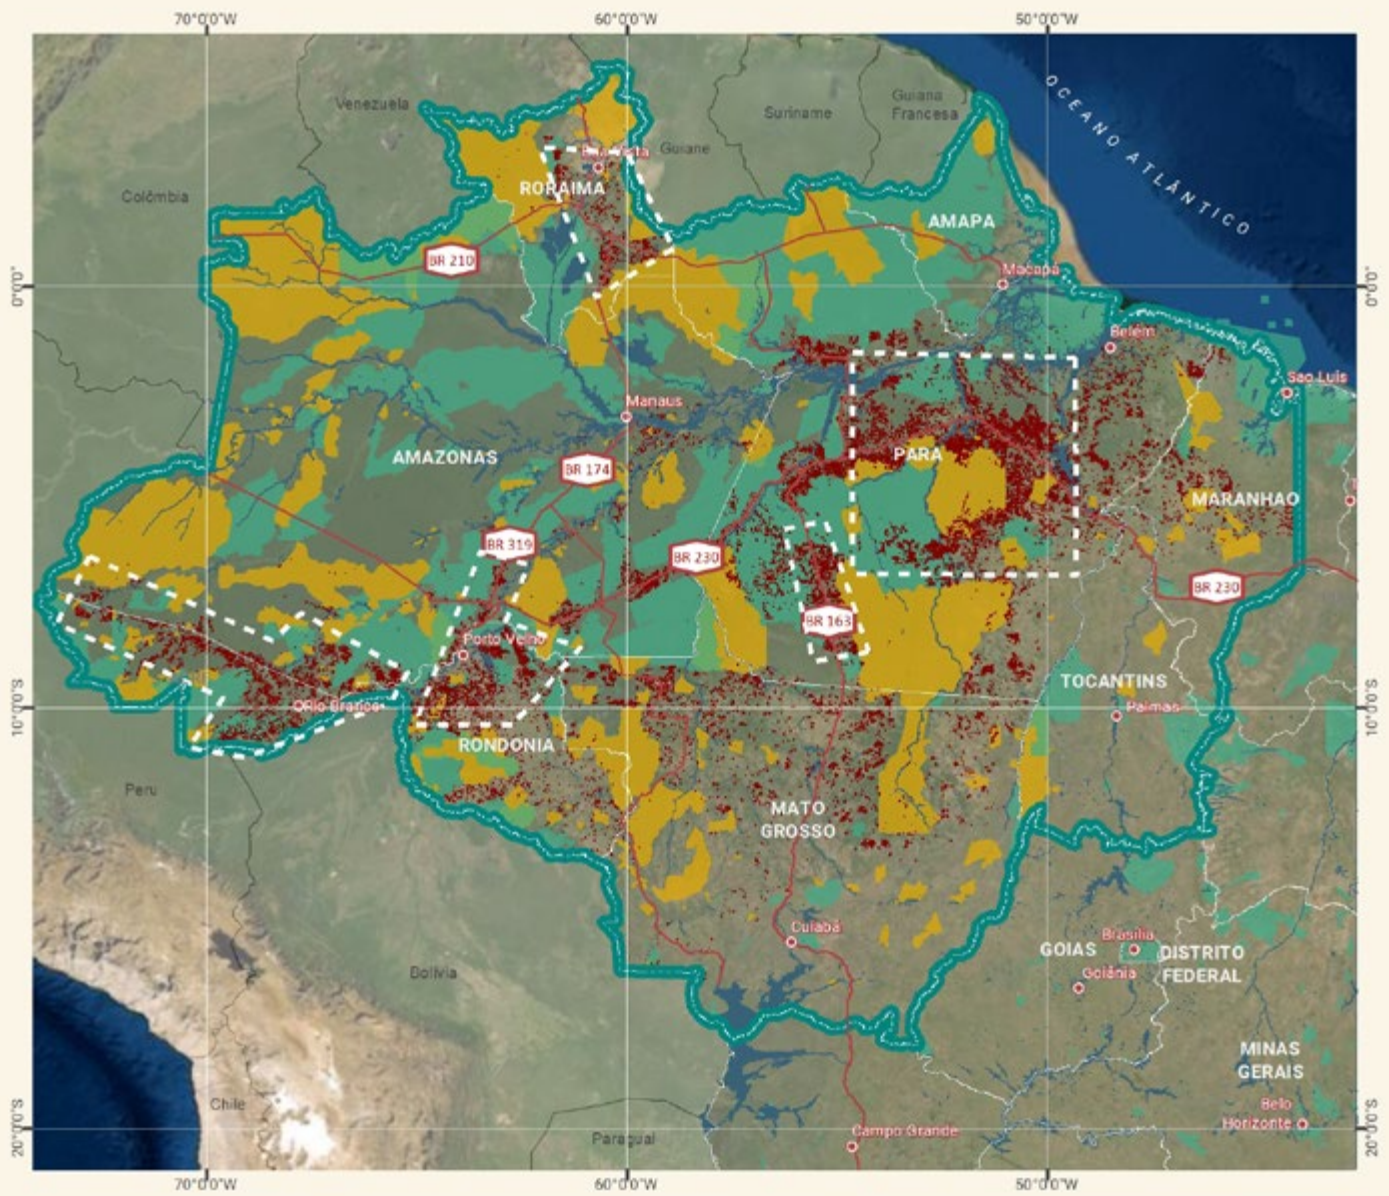 70°0'0"W 60°0'0"W 50°0'0"W
OCEANO ATLÁNTICO
Venezuela
Suriname
Guiana
Francesa
Guiane
Colômbia
RORAIMA
AMAPA
BR 210
Macapá
0°0'0"
0°0'0"
Belém
Sao Luis
Manaus
AMAZONAS
PARA
BR 174
MARANHAO
BR 319
BR 230
BR 230
BR 163
Porto Velho
TOCANTINS
Rio Branco
Palmas
10°0'0"S
10°0'0"S
RONDONIA
Peru
MATO
GROSSO
Cuiabá
Brasília
GOIAS
DISTRITO
FEDERAL
Goiânia
Bolívia
MINAS
GERAIS
Chile
Belo
Horizonte
20°0'0"S
Paraguai
Campo Grande
20°0'0"S
70°0'0"W 60°0'0"W 50°0'0"W